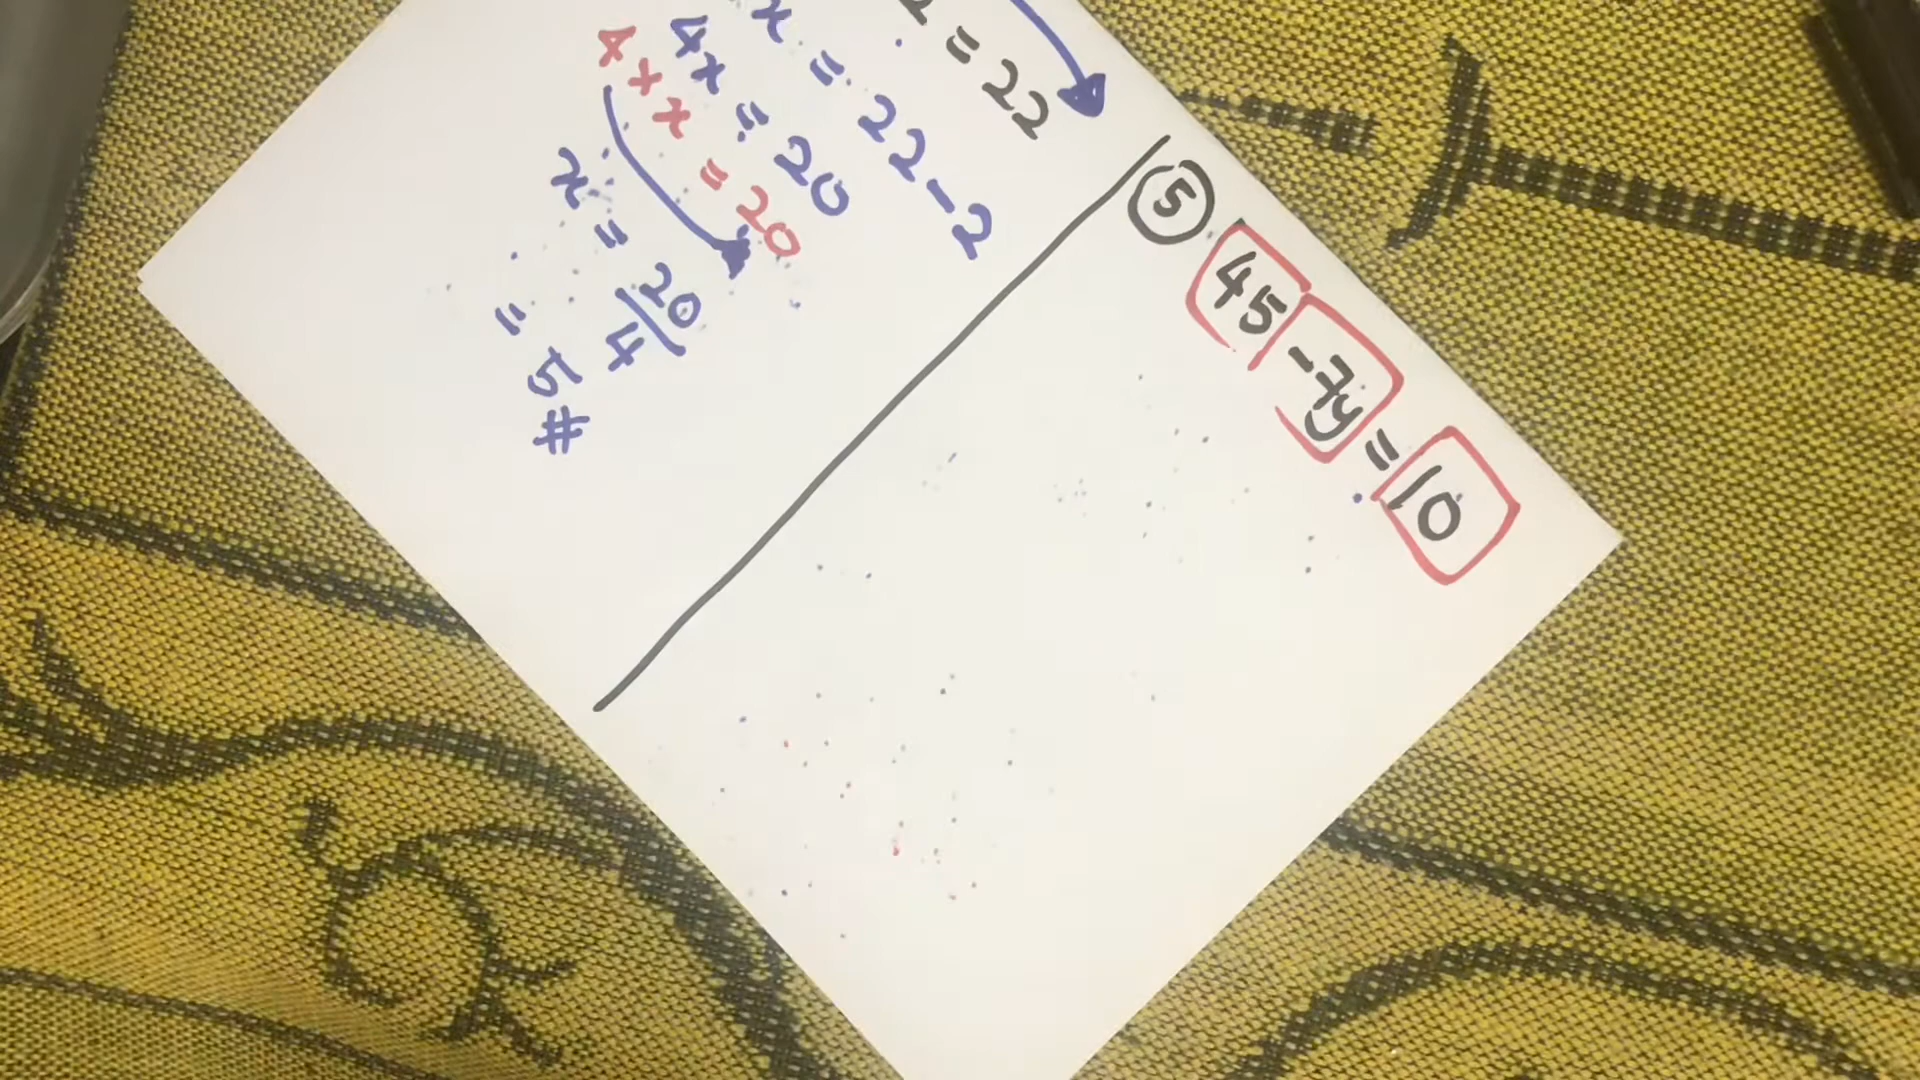 = 22
x = 22 - 2
4x = 20
4 × x = 20
x = 20/4
= 5 #
⑤ 45 - 7y = 10